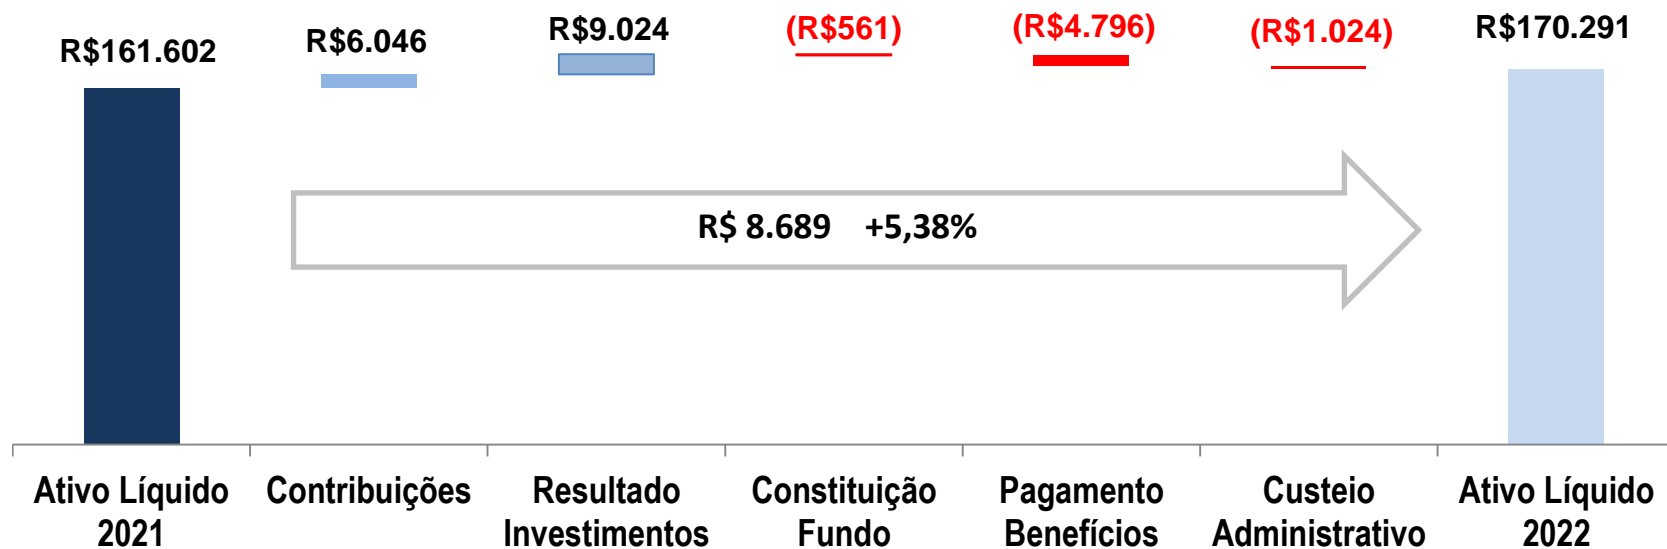 R$161.602
R$6.046
R$9.024
(R$561)
(R$4.796)
(R$1.024)
R$170.291
R$ 8.689 +5,38%
Ativo Líquido
2021
Contribuições
Resultado
Investimentos
Constituição
Fundo
Pagamento
Benefícios
Custeio
Administrativo
Ativo Líquido
2022